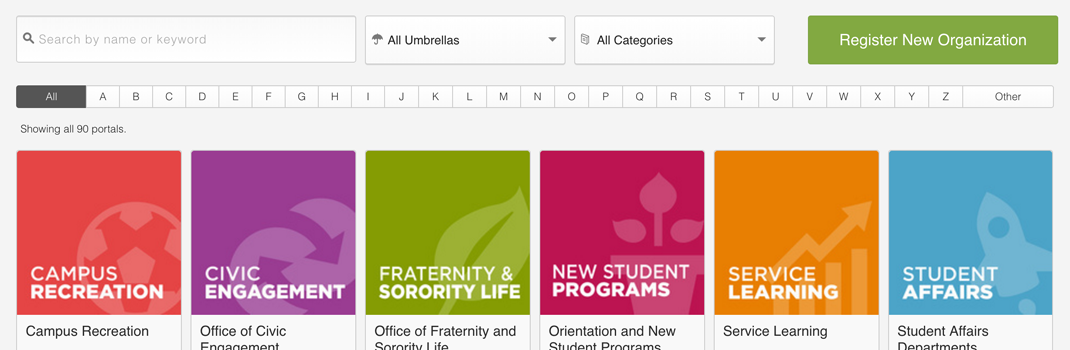 Search by name or keyword
All Umbrellas
All Categories
Register New Organization
All A B C D E F G H I J K L M N O P Q R S T U V W X Y Z Other
Showing all 90 portals.
CAMPUS
RECREATION
CIVIC
ENGAGEMENT
FRATERNITY &
SORORITY LIFE
NEW STUDENT
PROGRAMS
SERVICE
LEARNING
STUDENT
AFFAIRS
Campus Recreation
Office of Civic
Engagement
Office of Fraternity and
Sorority Life
Orientation and New
Student Programs
Service Learning
Student Affairs
Departments